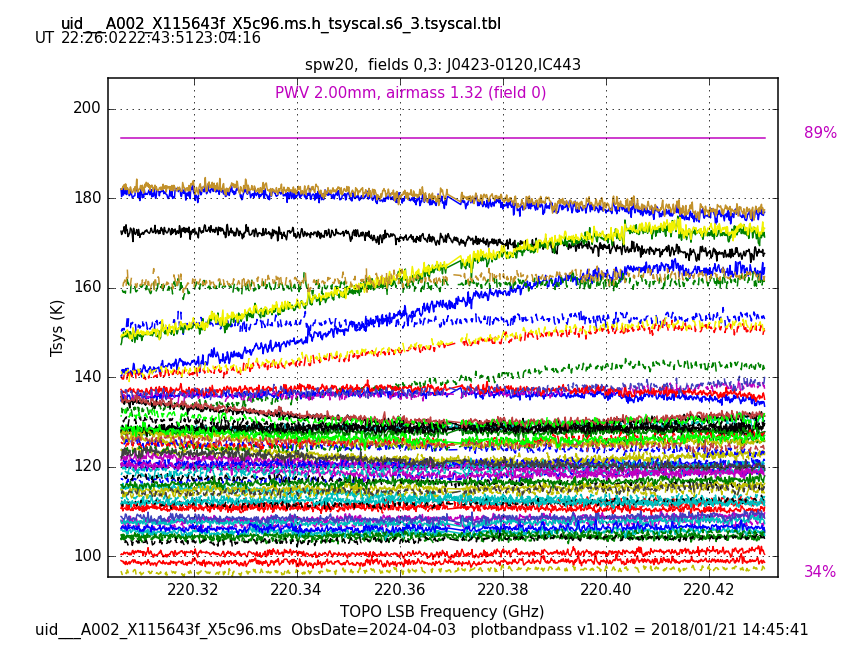 uid___A002_X115643f_X5c96.ms.h_tsyscal.s6_3.tsyscal.tbl
UT 22:26:0222:43:5123:04:16
spw20,  fields 0,3: J0423-0120,IC443
PWV 2.00mm, airmass 1.32 (field 0)
200
89%
180
160
Tsys (K)
140
120
100
34%
220.32 220.34 220.36 220.38 220.40 220.42
TOPO LSB Frequency (GHz)
uid___A002_X115643f_X5c96.ms  ObsDate=2024-04-03   plotbandpass v1.102 = 2018/01/21 14:45:41